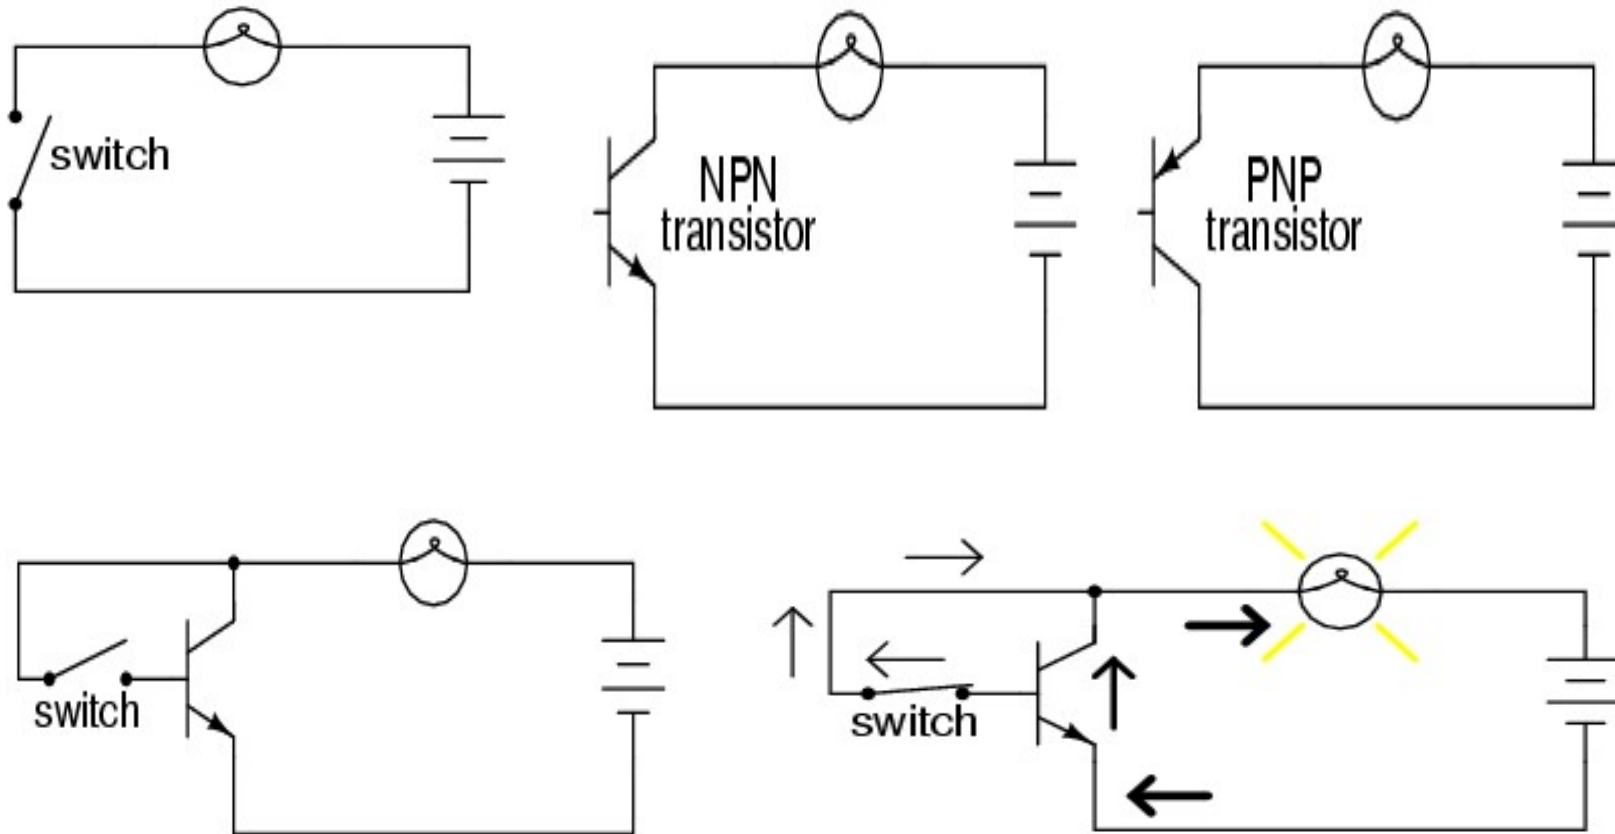 switch
NPN
transistor
PNP
transistor
switch
switch